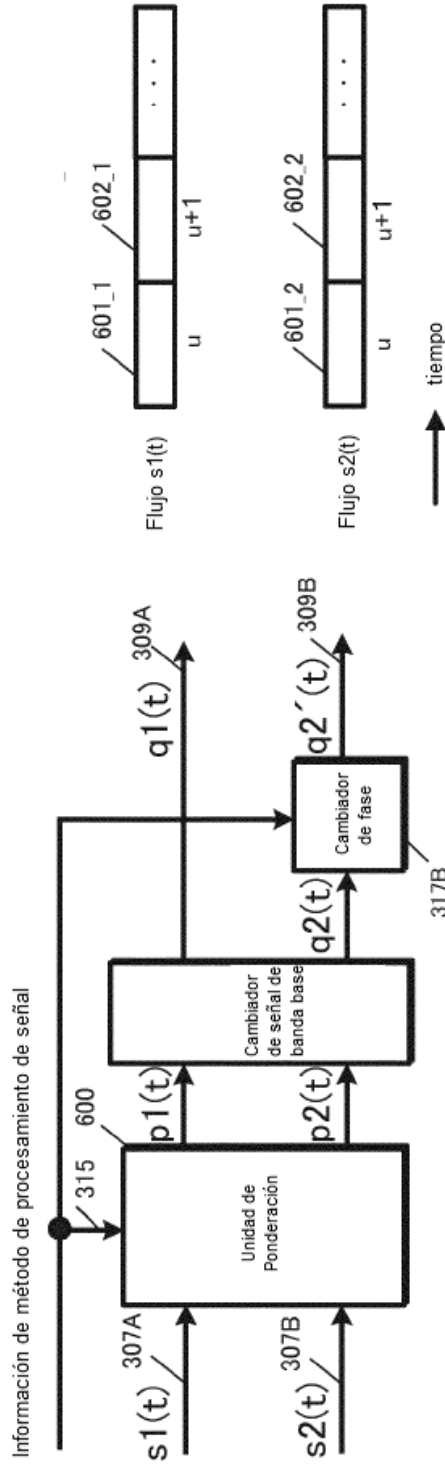 Información de método de procesamiento de señal
315
600
s1(t)
307A
s2(t)
307B
Unidad de
Ponderación
p1(t)
p2(t)
Cambiador
de señal de
banda base
q1(t)
309A
q2(t)
Cambiador
de fase
317B
q2´(t)
309B
Flujo s1(t)
601_1
602_1
u
u+1
. . .
Flujo s2(t)
601_2
602_2
u
u+1
. . .
tiempo